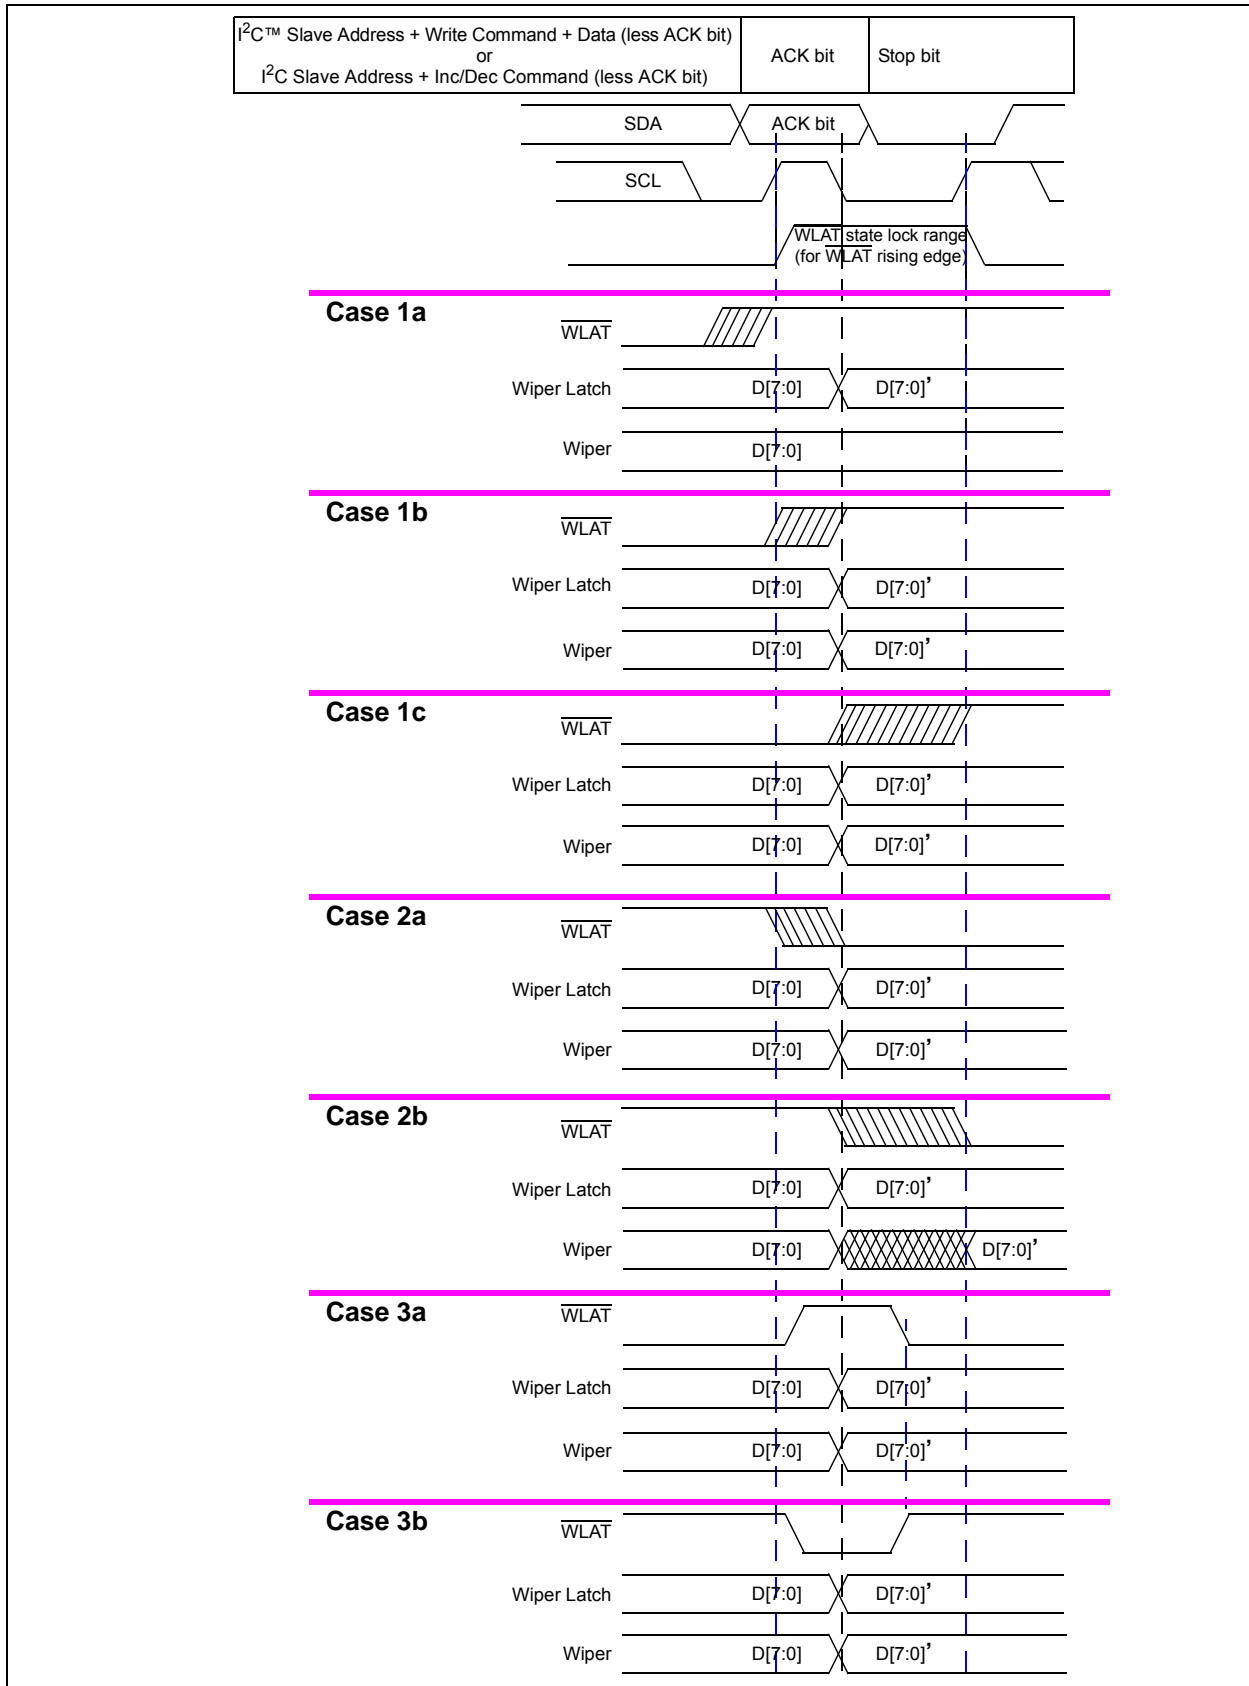 I²C™ Slave Address + Write Command + Data (less ACK bit)
or
I²C Slave Address + Inc/Dec Command (less ACK bit)
ACK bit
Stop bit
SDA
ACK bit
SCL
WLAT state lock range
(for WLAT rising edge)
Case 1a
WLAT
Wiper Latch
D[7:0]
D[7:0]’
Wiper
D[7:0]
Case 1b
WLAT
Wiper Latch
D[7:0]
D[7:0]’
Wiper
D[7:0]
D[7:0]’
Case 1c
WLAT
Wiper Latch
D[7:0]
D[7:0]’
Wiper
D[7:0]
D[7:0]’
Case 2a
WLAT
Wiper Latch
D[7:0]
D[7:0]’
Wiper
D[7:0]
D[7:0]’
Case 2b
WLAT
Wiper Latch
D[7:0]
D[7:0]’
Wiper
D[7:0]
D[7:0]’
Case 3a
WLAT
Wiper Latch
D[7:0]
D[7:0]’
Wiper
D[7:0]
D[7:0]’
Case 3b
WLAT
Wiper Latch
D[7:0]
D[7:0]’
Wiper
D[7:0]
D[7:0]’